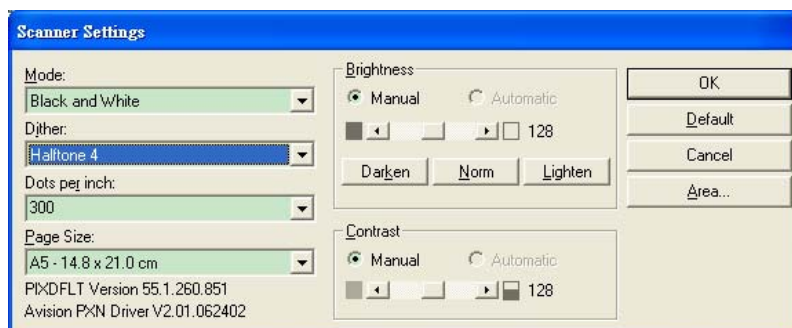 Scanner Settings
Mode:
Black and White
Dither:
Halftone 4
Dots per inch:
300
Page Size:
A5 - 14.8 x 21.0 cm
PIXDFLT Version 55.1.260.851
Avision PXN Driver V2.01.062402
Brightness
Manual Automatic
128
Darken Norm Lighten
Contrast
Manual Automatic
128
OK
Default
Cancel
Area...